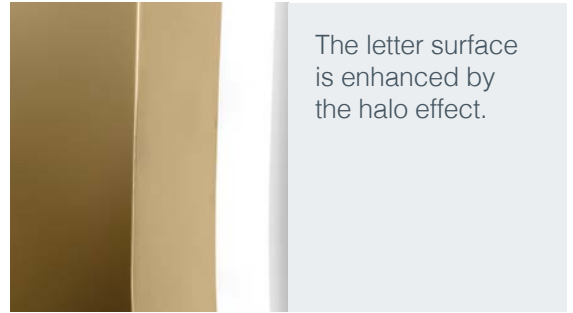 The letter surface
is enhanced by
the halo effect.